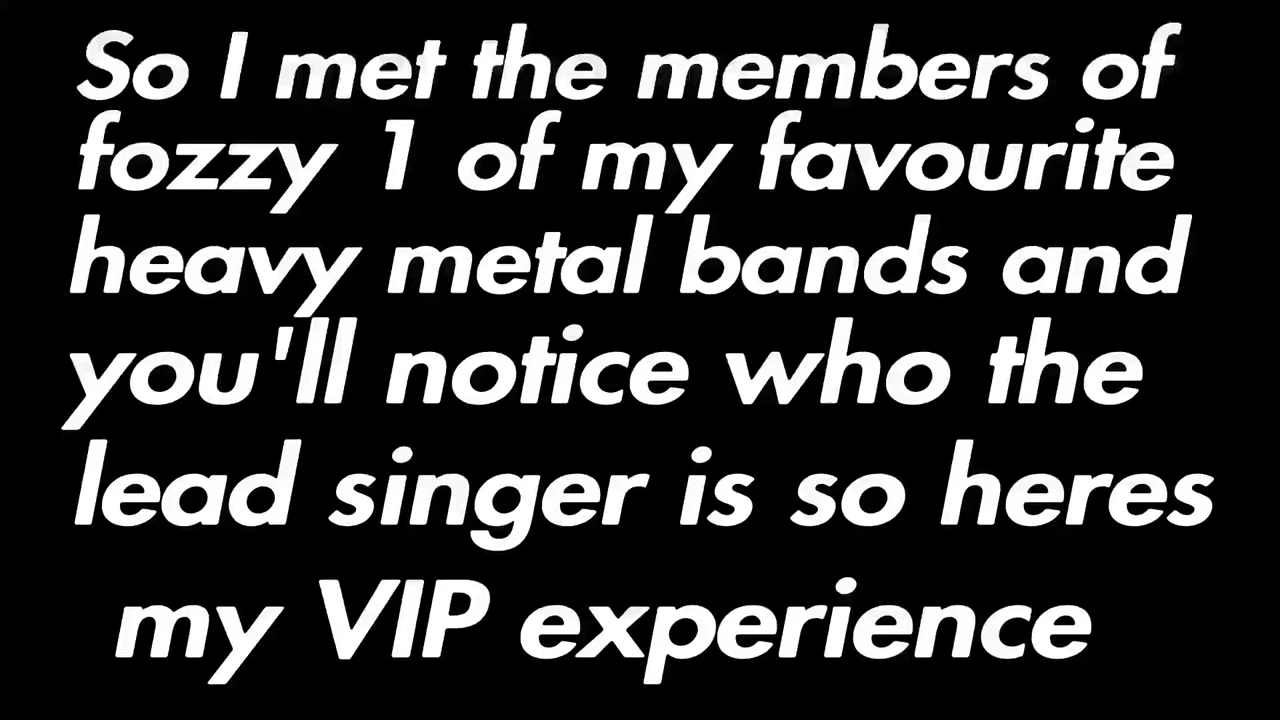 So I met the members of
fozzy 1 of my favourite
heavy metal bands and
you'll notice who the
lead singer is so heres
my VIP experience